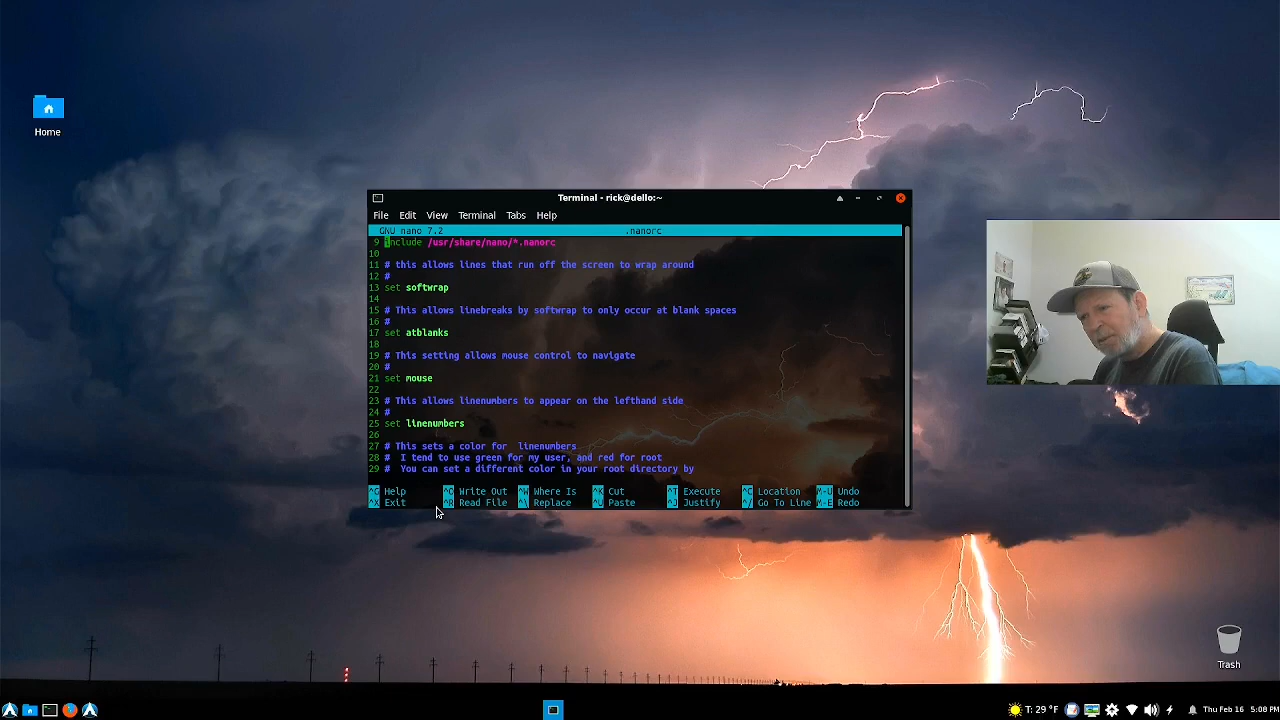 Home
Terminal - rick@dello:~
File Edit View Terminal Tabs Help
GNU nano 7.2 .nanorc
9 include /usr/share/nano/*.nanorc
10
11 # this allows lines that run off the screen to wrap around
12 #
13 set softwrap
14
15 # This allows linebreaks by softwrap to only occur at blank spaces
16 #
17 set atblanks
18
19 # This setting allows mouse control to navigate
20 #
21 set mouse
22
23 # This allows linenumbers to appear on the lefthand side
24 #
25 set linenumbers
26
27 # This sets a color for  linenumbers
28 #  I tend to use green for my user, and red for root
29 #  You can set a different color in your root directory by
^G Help ^O Write Out ^W Where Is ^K Cut ^T Execute ^C Location M-U Undo
^X Exit ^R Read File ^\ Replace ^U Paste ^J Justify ^/ Go To Line M-E Redo
Trash
T: 29 °F Thu Feb 16 5:08 PM